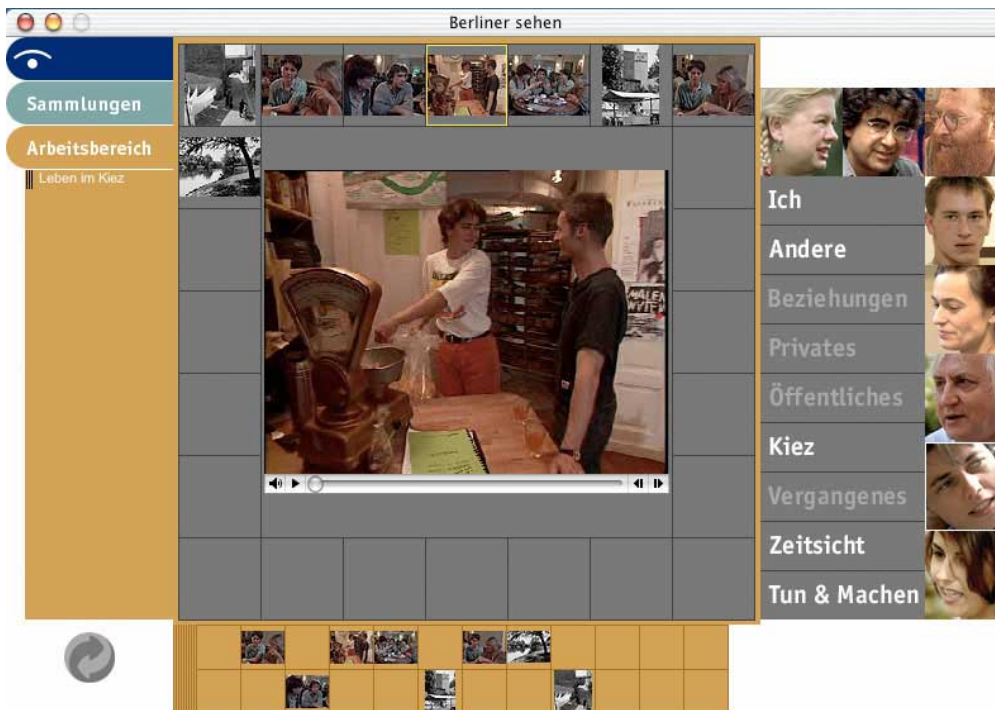 Berliner sehen
Sammlungen
Arbeitsbereich
Leben im Kiez
Ich
Andere
Beziehungen
Privates
Öffentliches
Kiez
Vergangenes
Zeitsicht
Tun & Machen